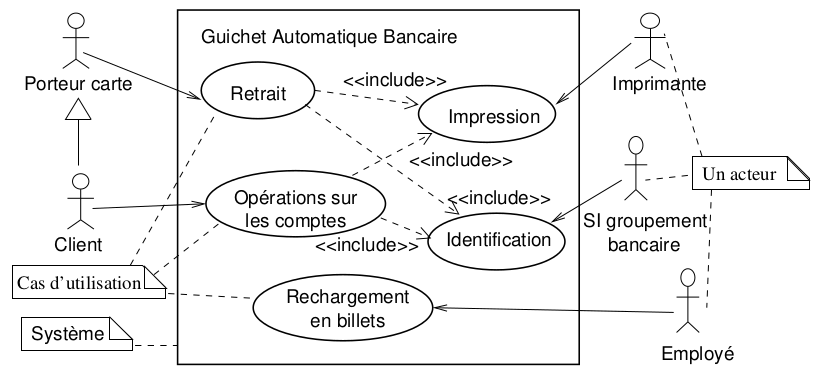 Guichet Automatique Bancaire
Porteur carte
Retrait
<<include>>
Impression
Imprimante
<<include>>
Un acteur
Opérations sur
les comptes
<<include>>
Client
<<include>>
Identification
SI groupement
bancaire
Cas d’utilisation
Rechargement
en billets
Système
Employé